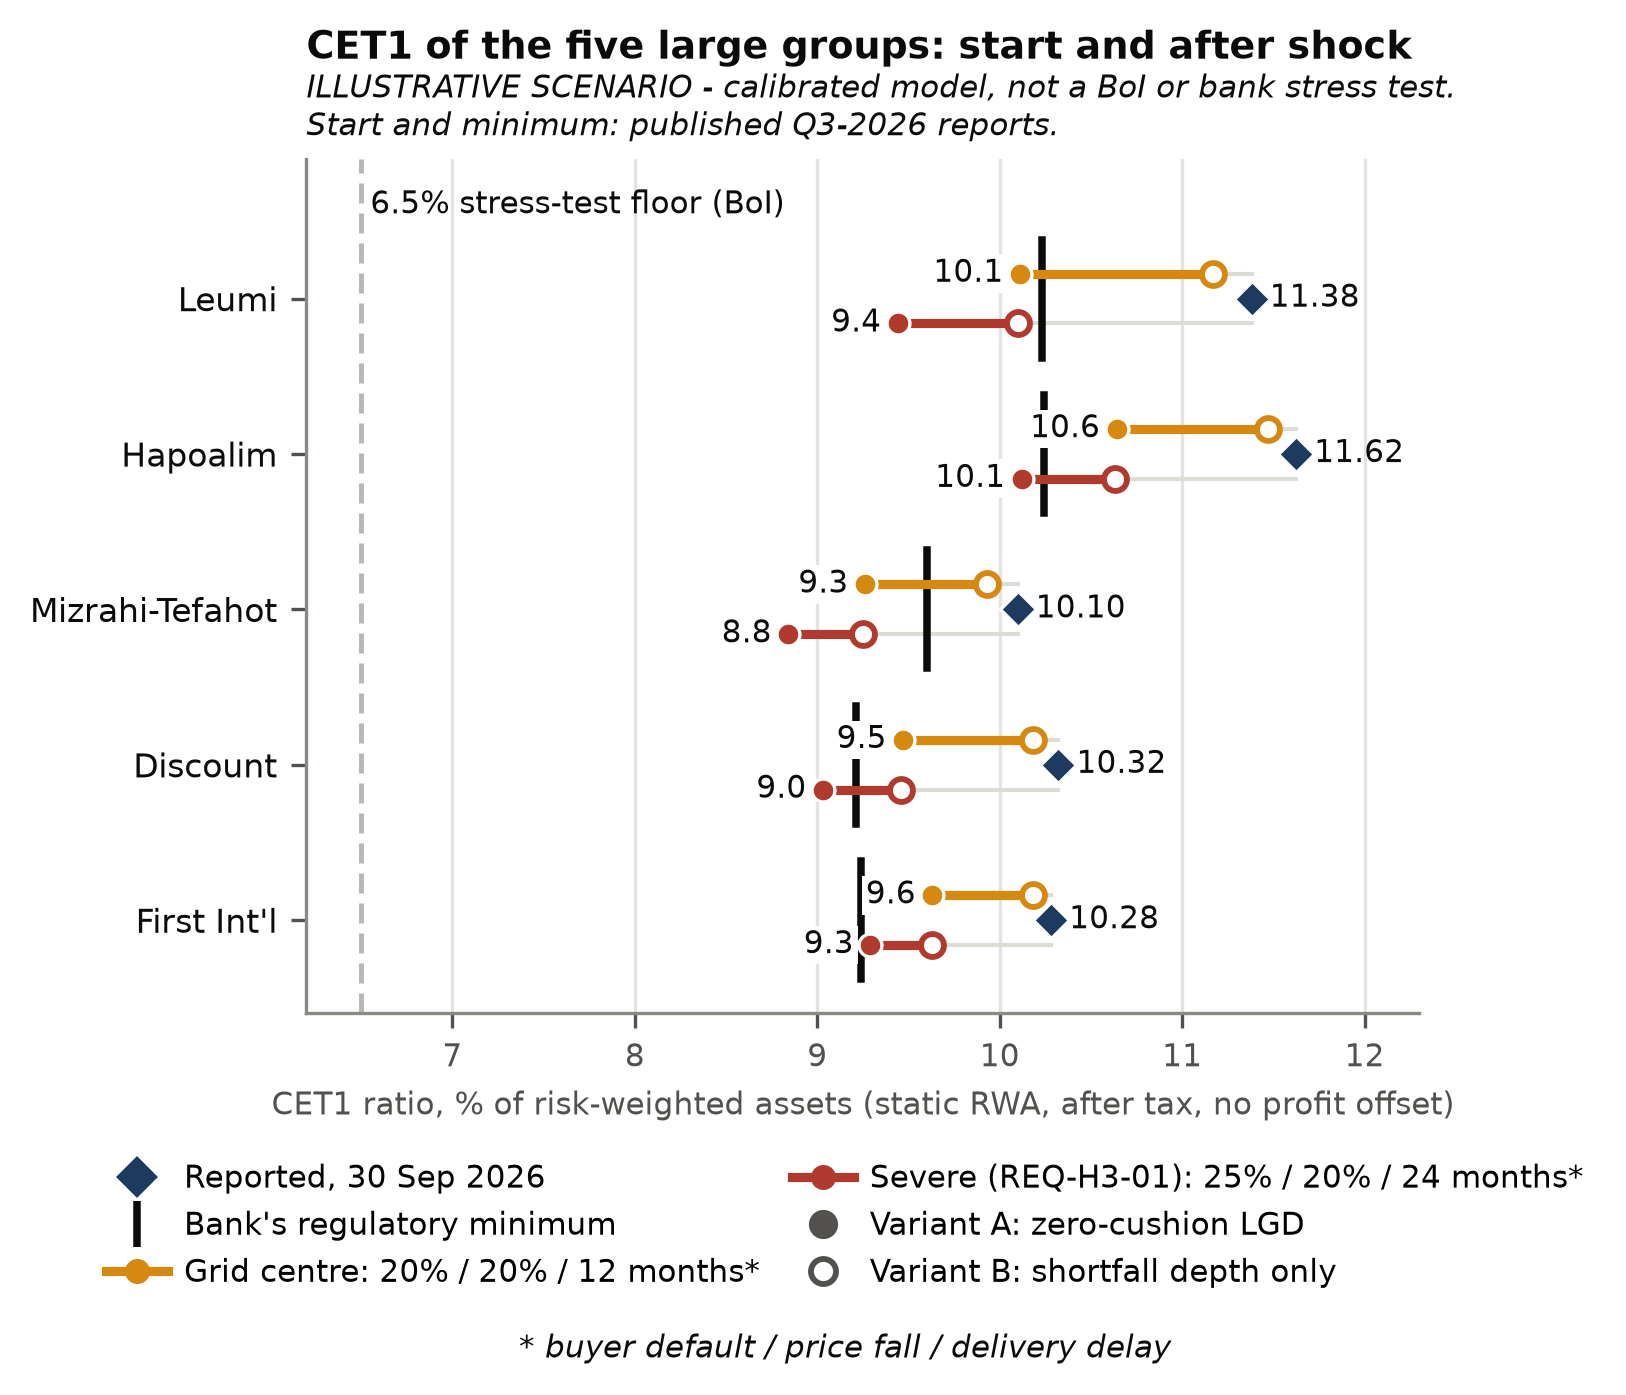 CET1 of the five large groups: start and after shock
ILLUSTRATIVE SCENARIO - calibrated model, not a BoI or bank stress test.
Start and minimum: published Q3-2026 reports.
6.5% stress-test floor (BoI)
Leumi
10.1
11.38
9.4
Hapoalim
10.6
11.62
10.1
Mizrahi-Tefahot
9.3
10.10
8.8
Discount
9.5
10.32
9.0
First Int'l
9.6
10.28
9.3
7 8 9 10 11 12
CET1 ratio, % of risk-weighted assets (static RWA, after tax, no profit offset)
Reported, 30 Sep 2026
Bank's regulatory minimum
Grid centre: 20% / 20% / 12 months*
Severe (REQ-H3-01): 25% / 20% / 24 months*
Variant A: zero-cushion LGD
Variant B: shortfall depth only
* buyer default / price fall / delivery delay